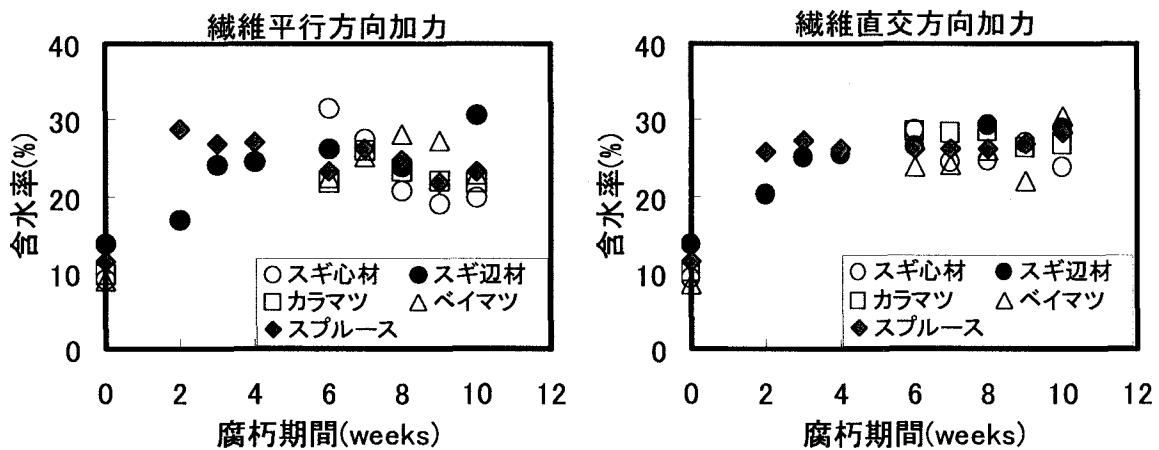 繊維平行方向加力
40
30
20
10
0
含水率(%)
○スギ心材 ●スギ辺材
□カラマツ △ベイマツ
◆スプルース
0 2 4 6 8 10 12
腐朽期間(weeks)
繊維直交方向加力
40
30
20
10
0
含水率(%)
○スギ心材 ●スギ辺材
□カラマツ △ベイマツ
◆スプルース
0 2 4 6 8 10 12
腐朽期間(weeks)